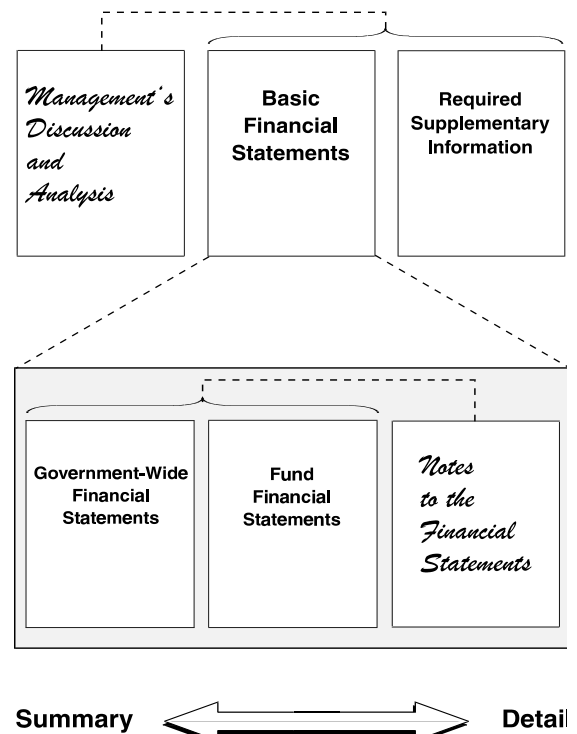 Management's
Discussion
and
Analysis
Basic
Financial
Statements
Required
Supplementary
Information
Government-Wide
Financial
Statements
Fund
Financial
Statements
Notes
to the
Financial
Statements
Summary
Detail